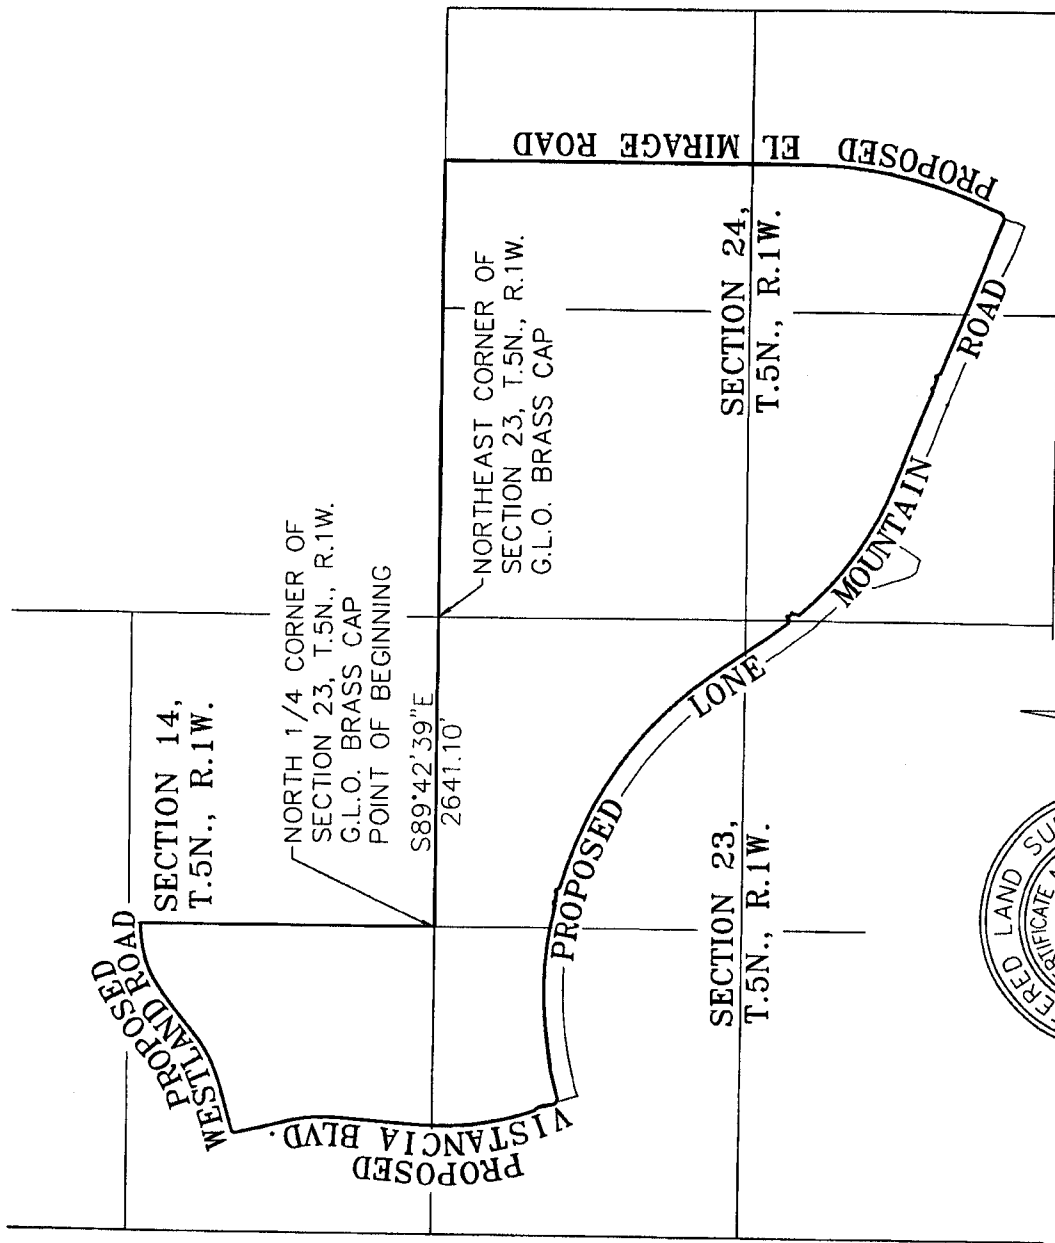 PROPOSED
WESTLAND ROAD
SECTION 14,
T.5N., R.1W.
NORTH 1/4 CORNER OF
SECTION 23, T.5N., R.1W.
G.L.O. BRASS CAP
POINT OF BEGINNING
S89°42'39"E
2641.10'
NORTHEAST CORNER OF
SECTION 23, T.5N., R.1W.
G.L.O. BRASS CAP
PROPOSED EL MIRAGE ROAD
SECTION 24,
T.5N., R.1W.
PROPOSED
VISTANCIA BLVD.
PROPOSED LONE MOUNTAIN ROAD
SECTION 23,
T.5N., R.1W.
LAND